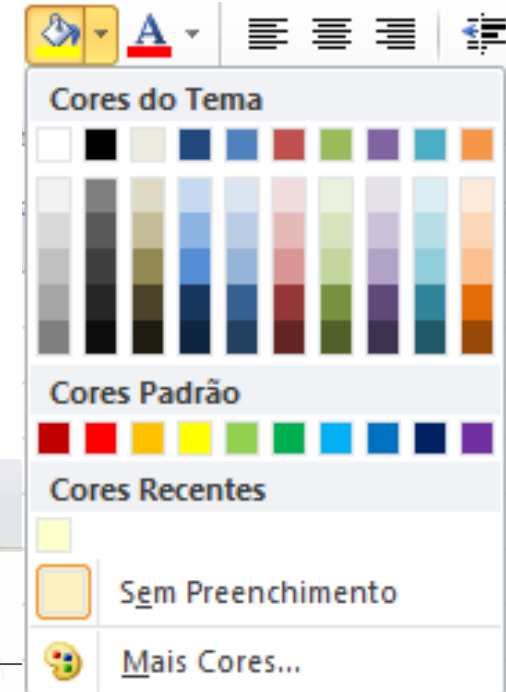 A
Cores do Tema
Cores Padrão
Cores Recentes
Sem Preenchimento
Mais Cores...